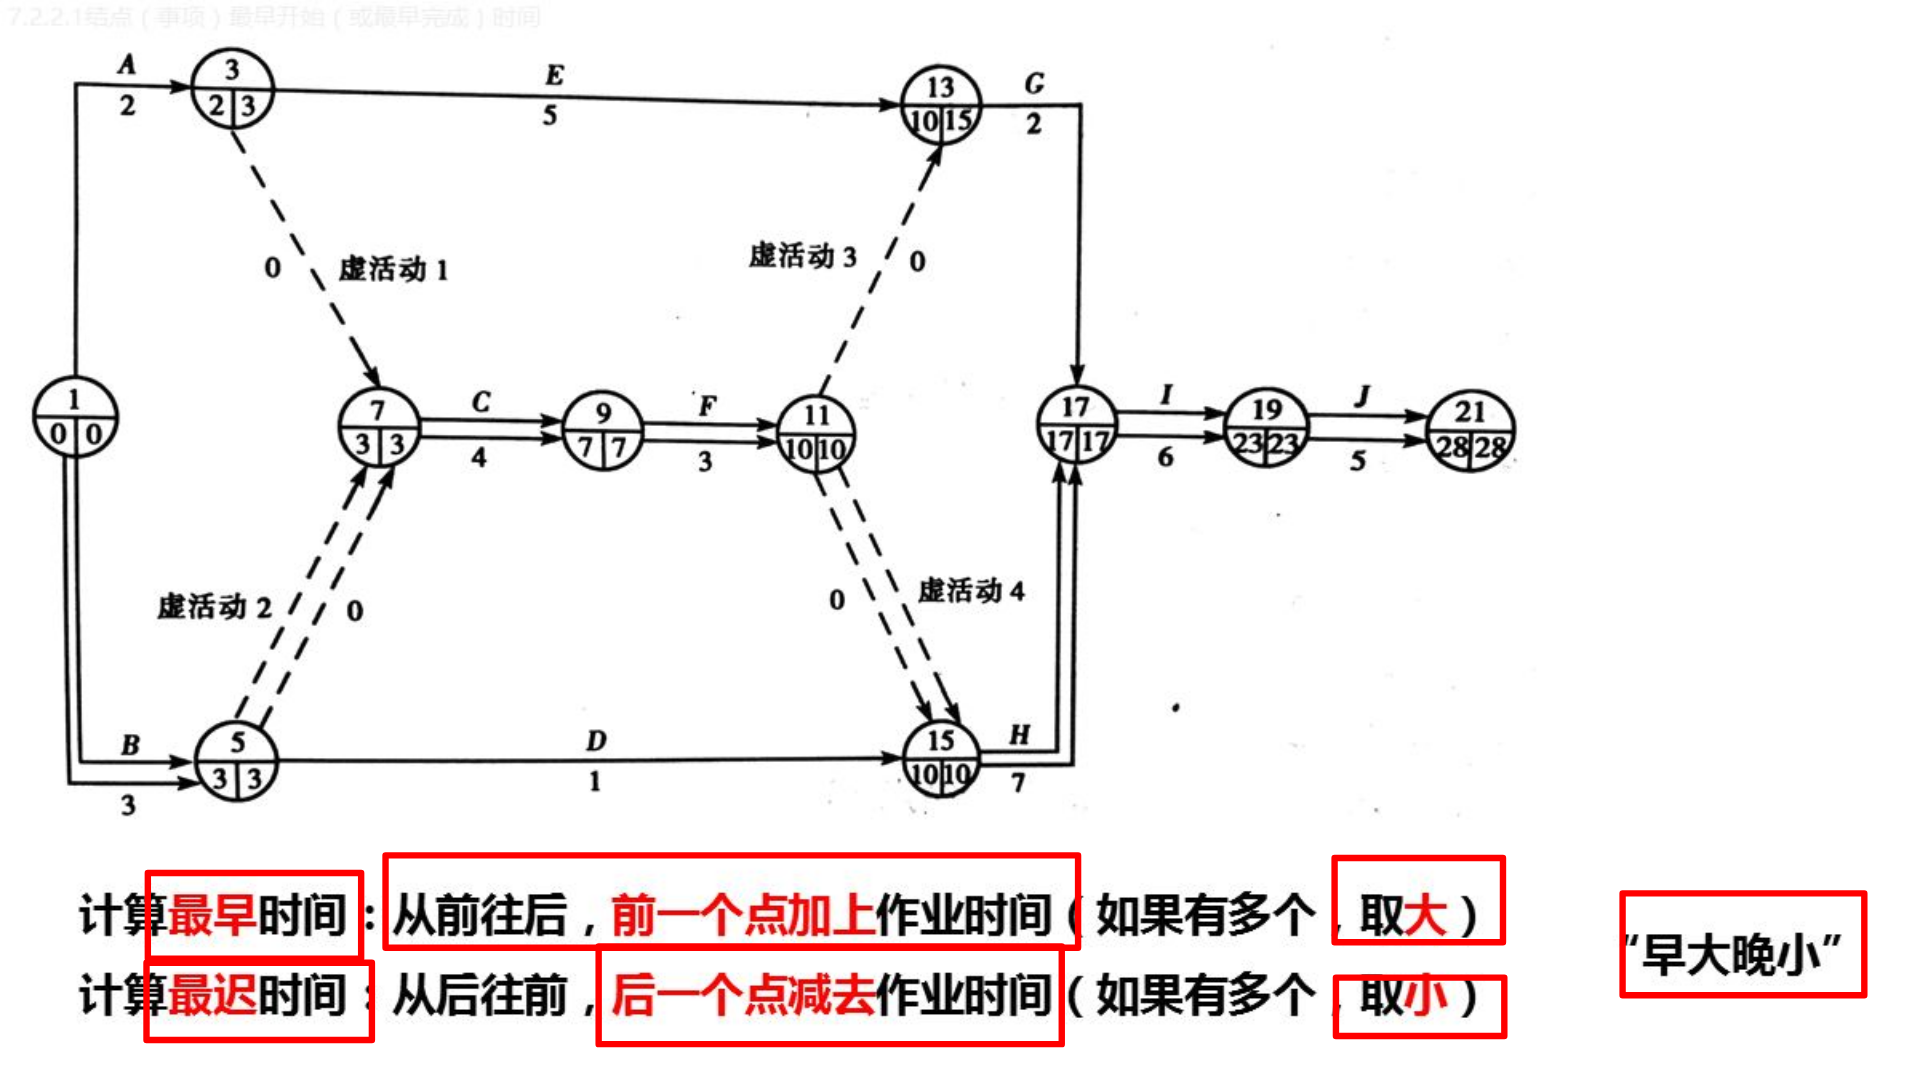 7.2.2.1结点（事项）最早开始（或最早完成）时间
A
2
3
2 3
E
5
13
10 15
G
2
0
虚活动 1
虚活动 3
0
1
0 0
7
3 3
C
4
9
7 7
F
3
11
10 10
17
17 17
I
6
19
23 23
J
5
21
28 28
虚活动 2
0
0
虚活动 4
B
3
5
3 3
D
1
15
10 10
H
7
计算最早时间：从前往后，前一个点加上作业时间（如果有多个，取大）
计算最迟时间：从后往前，后一个点减去作业时间（如果有多个，取小）
“早大晚小”